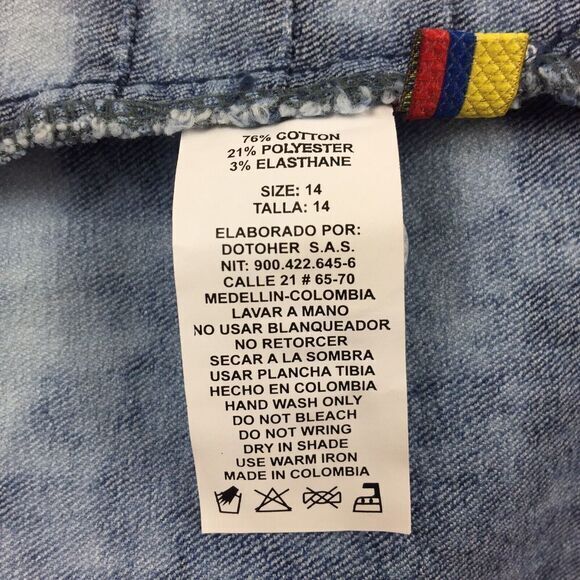 76% COTTON
21% POLYESTER
3% ELASTHANE
SIZE: 14
TALLA: 14
ELABORADO POR:
DOTOHER S.A.S.
NIT: 900.422.645-6
CALLE 21 # 65-70
MEDELLIN-COLOMBIA
LAVAR A MANO
NO USAR BLANQUEADOR
NO RETORCER
SECAR A LA SOMBRA
USAR PLANCHA TIBIA
HECHO EN COLOMBIA
HAND WASH ONLY
DO NOT BLEACH
DO NOT WRING
DRY IN SHADE
USE WARM IRON
MADE IN COLOMBIA